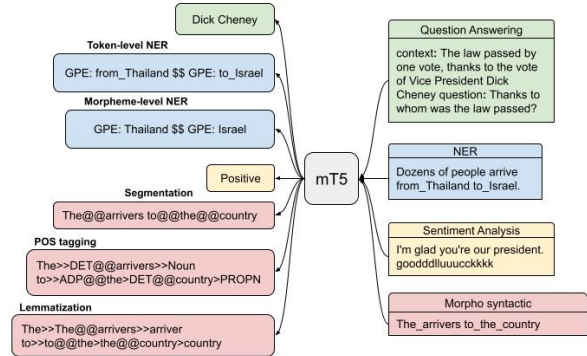 Dick Cheney
Token-level NER
GPE: from_Thailand $$ GPE: to_Israel
Morpheme-level NER
GPE: Thailand $$ GPE: Israel
Positive
Segmentation
The@@arrivers to@@the@@country
POS tagging
The>>DET@@arrivers>>Noun
to>>ADP@@the>DET@@country>PROPN
Lemmatization
The>>The@@arrivers>>arriver
to>>to@@the>the@@country>country
mT5
Question Answering
context: The law passed by
one vote, thanks to the vote
of Vice President Dick
Cheney question: Thanks to
whom was the law passed?
NER
Dozens of people arrive
from_Thailand to_Israel.
Sentiment Analysis
I'm glad you're our president.
goodddlluuucckkkk
Morpho syntactic
The_arrivers to_the_country